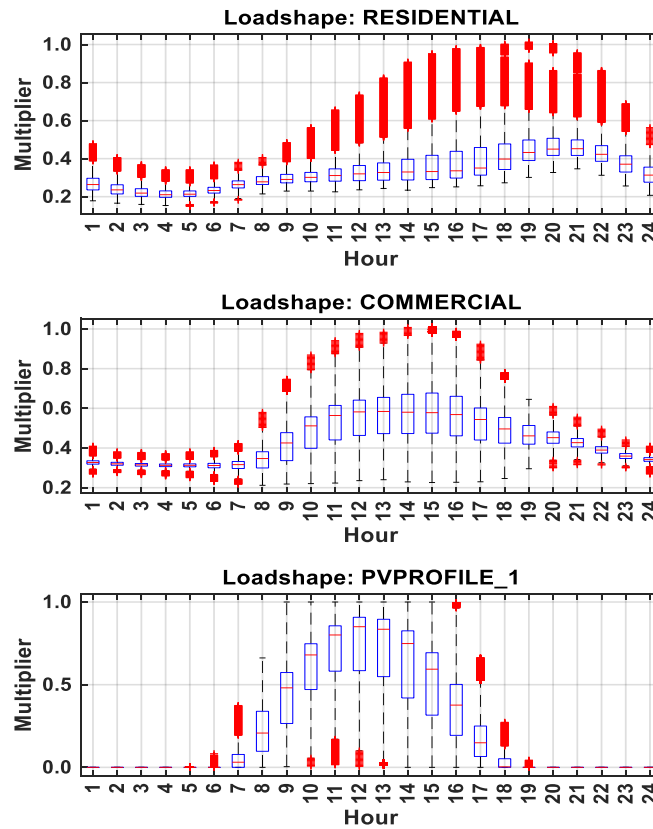 Loadshape: RESIDENTIAL
1.0
0.8
0.6
0.4
0.2
Multiplier
1 2 3 4 5 6 7 8 9 10 11 12 13 14 15 16 17 18 19 20 21 22 23 24
Hour
Loadshape: COMMERCIAL
1.0
0.8
0.6
0.4
0.2
Multiplier
1 2 3 4 5 6 7 8 9 10 11 12 13 14 15 16 17 18 19 20 21 22 23 24
Hour
Loadshape: PVPROFILE_1
1.0
0.5
0.0
Multiplier
1 2 3 4 5 6 7 8 9 10 11 12 13 14 15 16 17 18 19 20 21 22 23 24
Hour